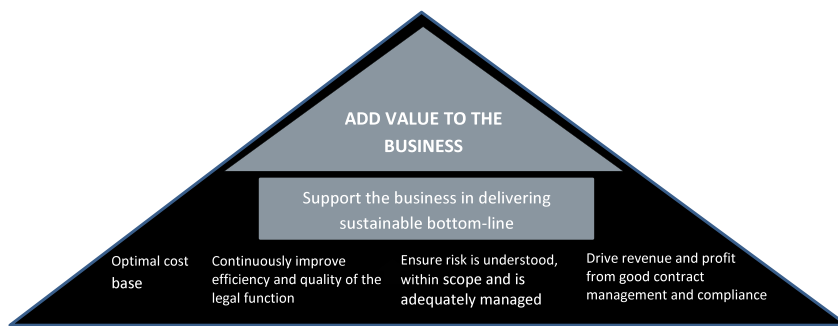 ADD VALUE TO THE
BUSINESS
Support the business in delivering
sustainable bottom-line
Optimal cost
base
Continuously improve
efficiency and quality of the
legal function
Ensure risk is understood,
within scope and is
adequately managed
Drive revenue and profit
from good contract
management and compliance